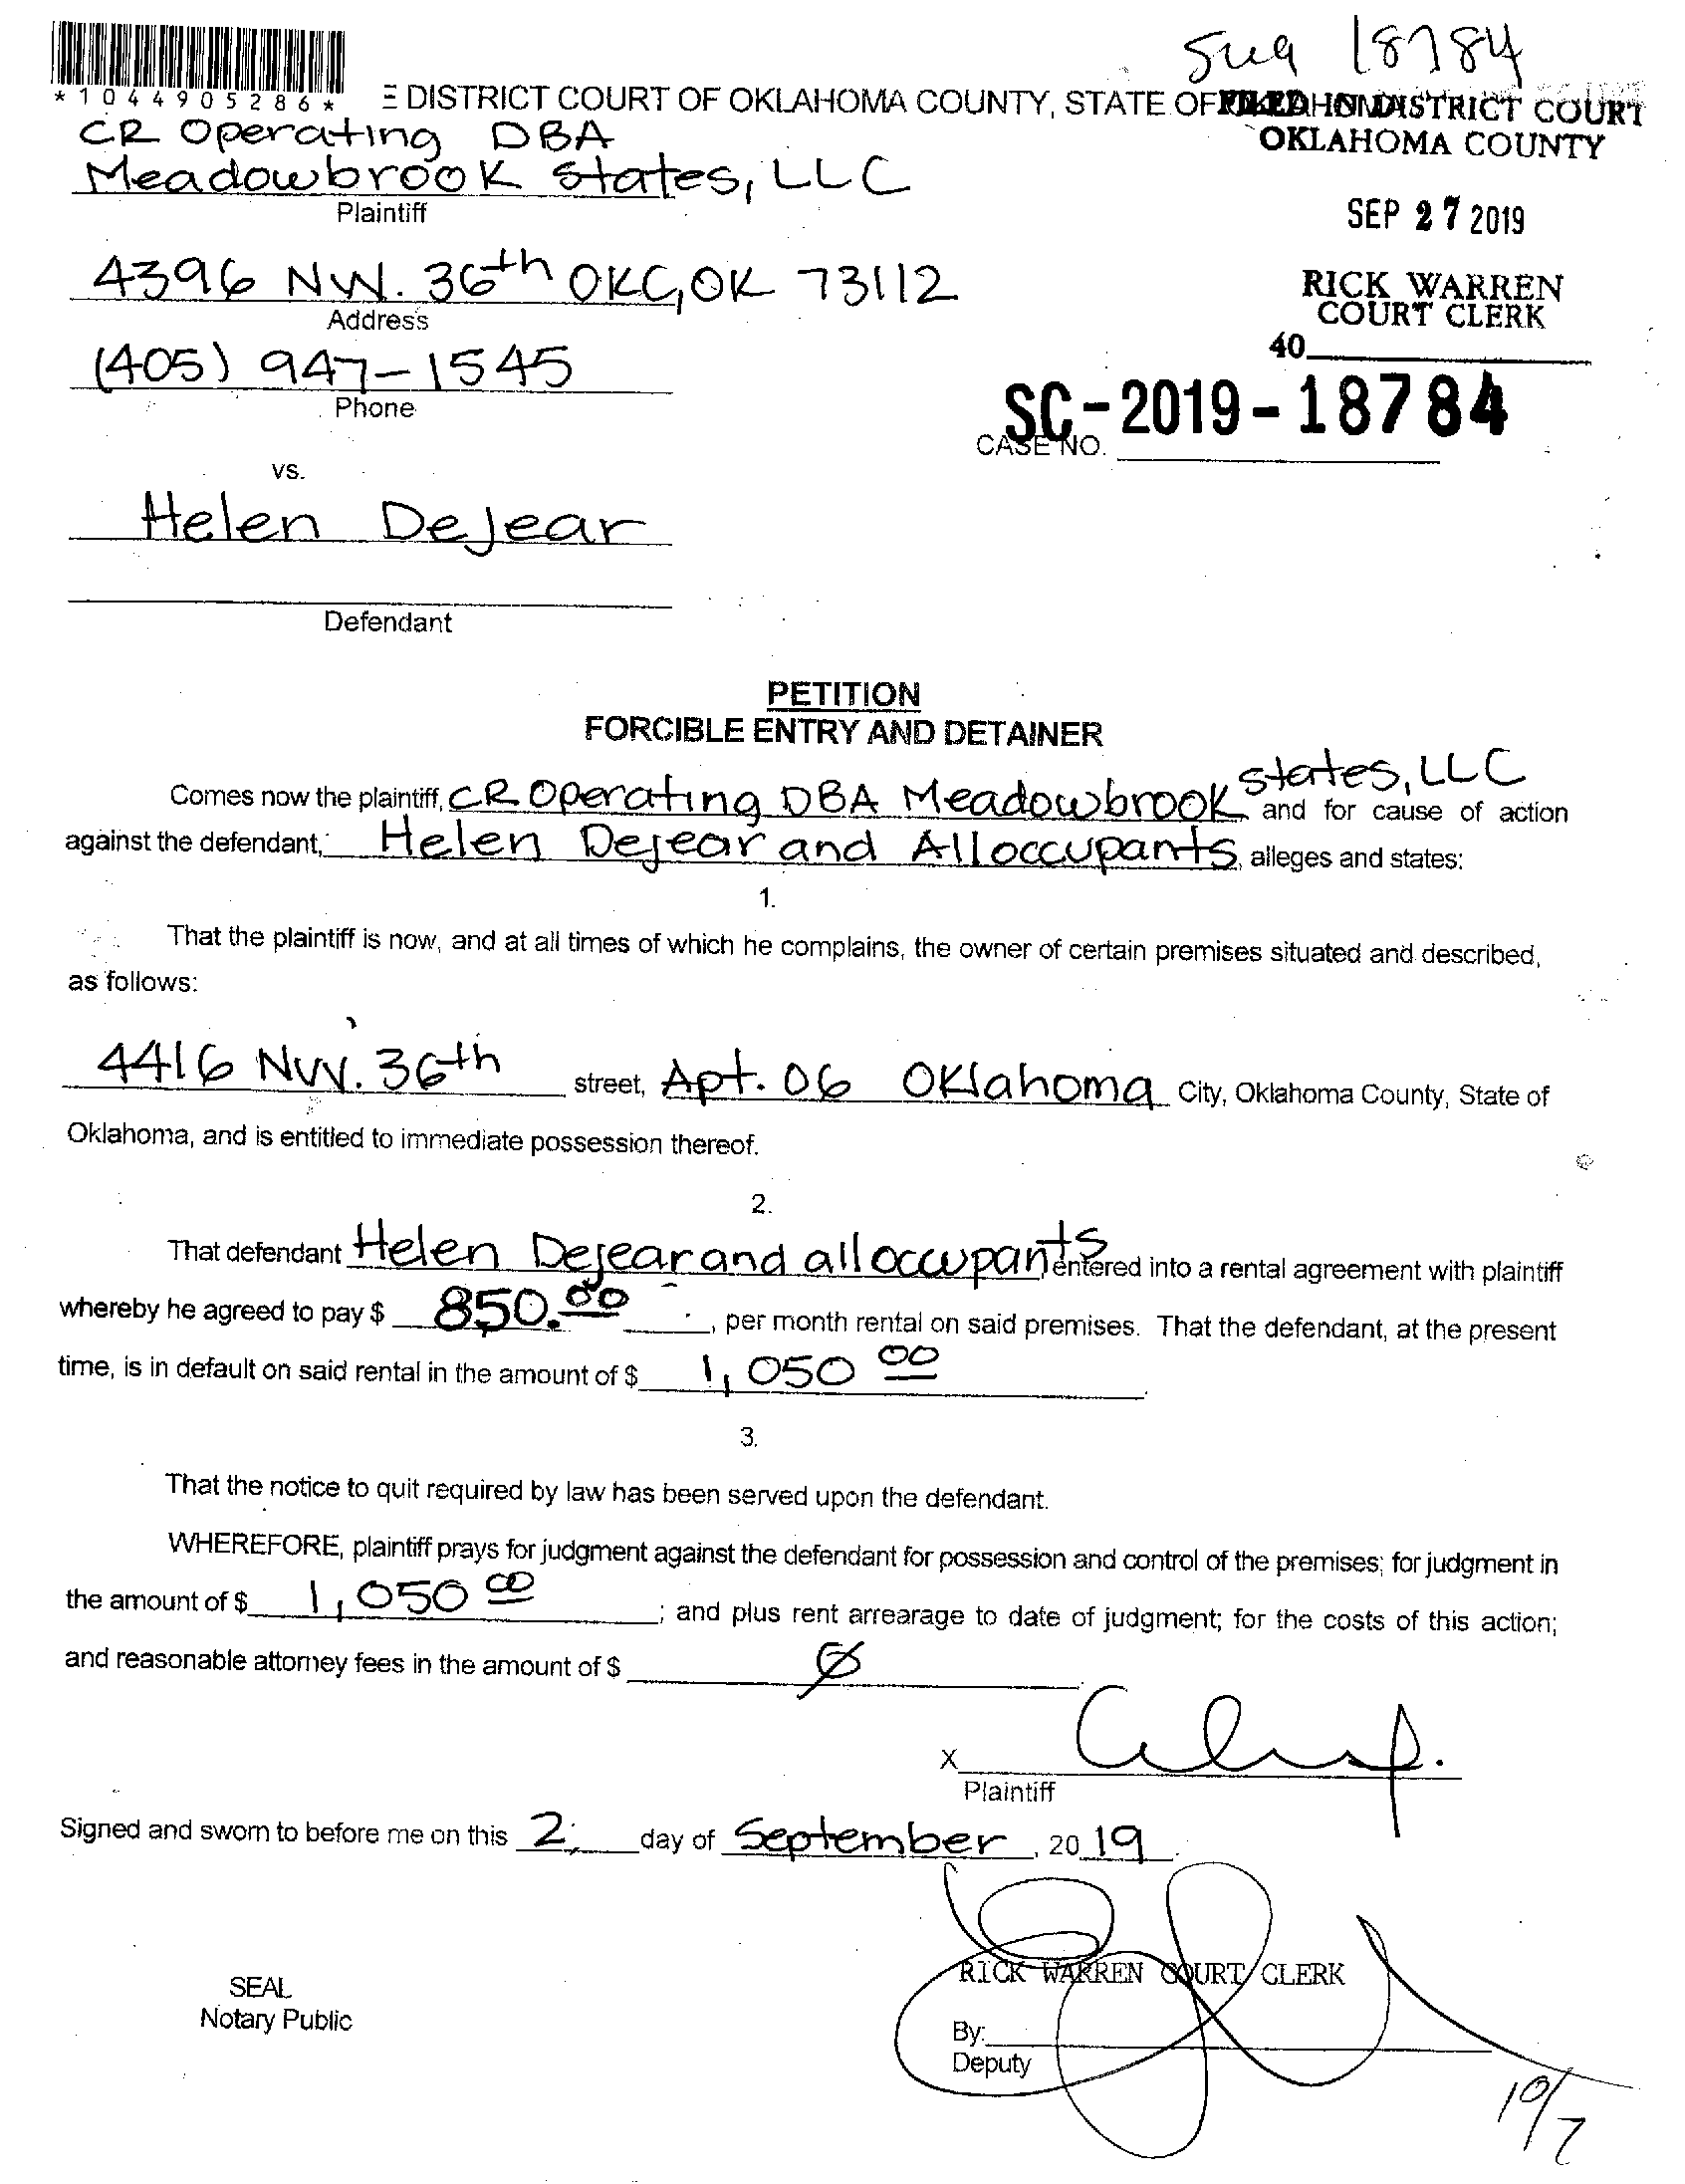 Sug 18784
*1044905286*
E DISTRICT COURT OF OKLAHOMA COUNTY, STATE OF OKLAHOMA
FILED IN DISTRICT COURT
OKLAHOMA COUNTY
CR Operating DBA
Meadowbrook States, LLC
Plaintiff
SEP 27 2019
4396 NW. 36th OKC, OK 73112
Address
RICK WARREN
COURT CLERK
40
(405) 947-1545
Phone
SC-2019-18784
CASE NO.
vs.
Helen DeJear
Defendant
PETITION
FORCIBLE ENTRY AND DETAINER
Comes now the plaintiff, CR Operating DBA Meadowbrook States, LLC and for cause of action
against the defendant, Helen Dejear and All occupants, alleges and states:
1.
That the plaintiff is now, and at all times of which he complains, the owner of certain premises situated and described,
as follows:
4416 NW. 36th street, Apt. 06 Oklahoma City, Oklahoma County, State of
Oklahoma, and is entitled to immediate possession thereof.
2.
That defendant Helen Dejear and all occupants entered into a rental agreement with plaintiff
whereby he agreed to pay $ 850.00, per month rental on said premises. That the defendant, at the present
time, is in default on said rental in the amount of $ 1,050 00
3.
That the notice to quit required by law has been served upon the defendant.
WHEREFORE, plaintiff prays for judgment against the defendant for possession and control of the premises; for judgment in
the amount of $ 1,050 00; and plus rent arrearage to date of judgment; for the costs of this action;
and reasonable attorney fees in the amount of $ Ø
X
Plaintiff
Signed and sworn to before me on this 2 day of September, 2019.
RICK WARREN COURT CLERK
SEAL
Notary Public
By:
Deputy
10/7